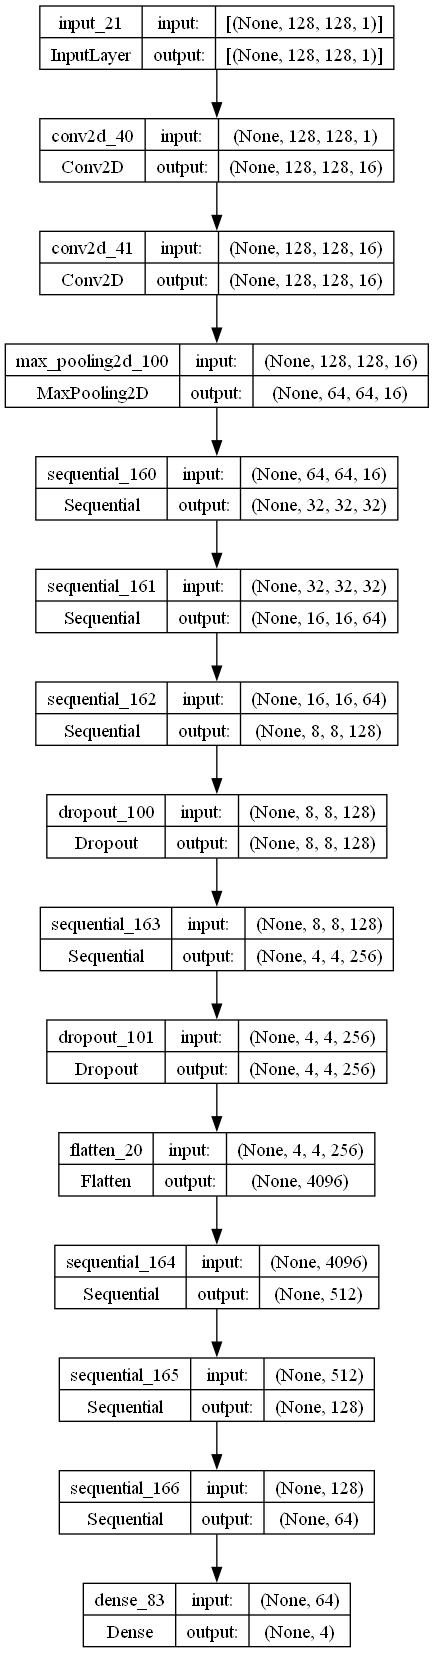 input_21 input: [(None, 128, 128, 1)]
InputLayer output: [(None, 128, 128, 1)]
conv2d_40 input: (None, 128, 128, 1)
Conv2D output: (None, 128, 128, 16)
conv2d_41 input: (None, 128, 128, 16)
Conv2D output: (None, 128, 128, 16)
max_pooling2d_100 input: (None, 128, 128, 16)
MaxPooling2D output: (None, 64, 64, 16)
sequential_160 input: (None, 64, 64, 16)
Sequential output: (None, 32, 32, 32)
sequential_161 input: (None, 32, 32, 32)
Sequential output: (None, 16, 16, 64)
sequential_162 input: (None, 16, 16, 64)
Sequential output: (None, 8, 8, 128)
dropout_100 input: (None, 8, 8, 128)
Dropout output: (None, 8, 8, 128)
sequential_163 input: (None, 8, 8, 128)
Sequential output: (None, 4, 4, 256)
dropout_101 input: (None, 4, 4, 256)
Dropout output: (None, 4, 4, 256)
flatten_20 input: (None, 4, 4, 256)
Flatten output: (None, 4096)
sequential_164 input: (None, 4096)
Sequential output: (None, 512)
sequential_165 input: (None, 512)
Sequential output: (None, 128)
sequential_166 input: (None, 128)
Sequential output: (None, 64)
dense_83 input: (None, 64)
Dense output: (None, 4)